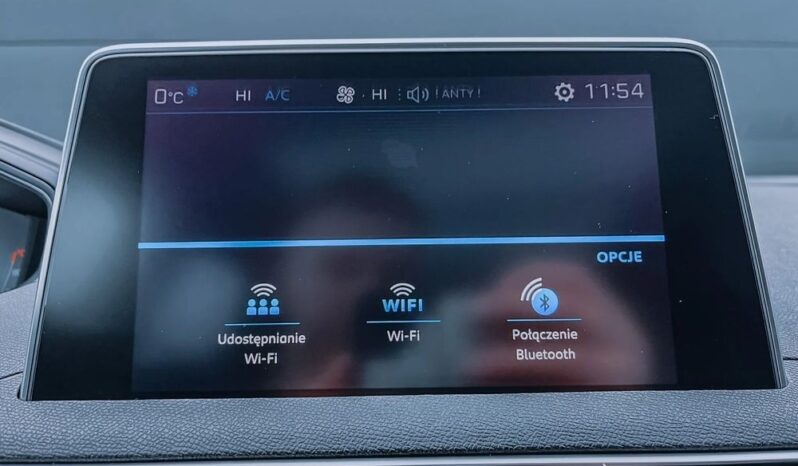 0°C HI A/C HI ! ANTY ! 11:54
OPCJE
WIFI
Udostępnianie
Wi-Fi
Wi-Fi
Połączenie
Bluetooth